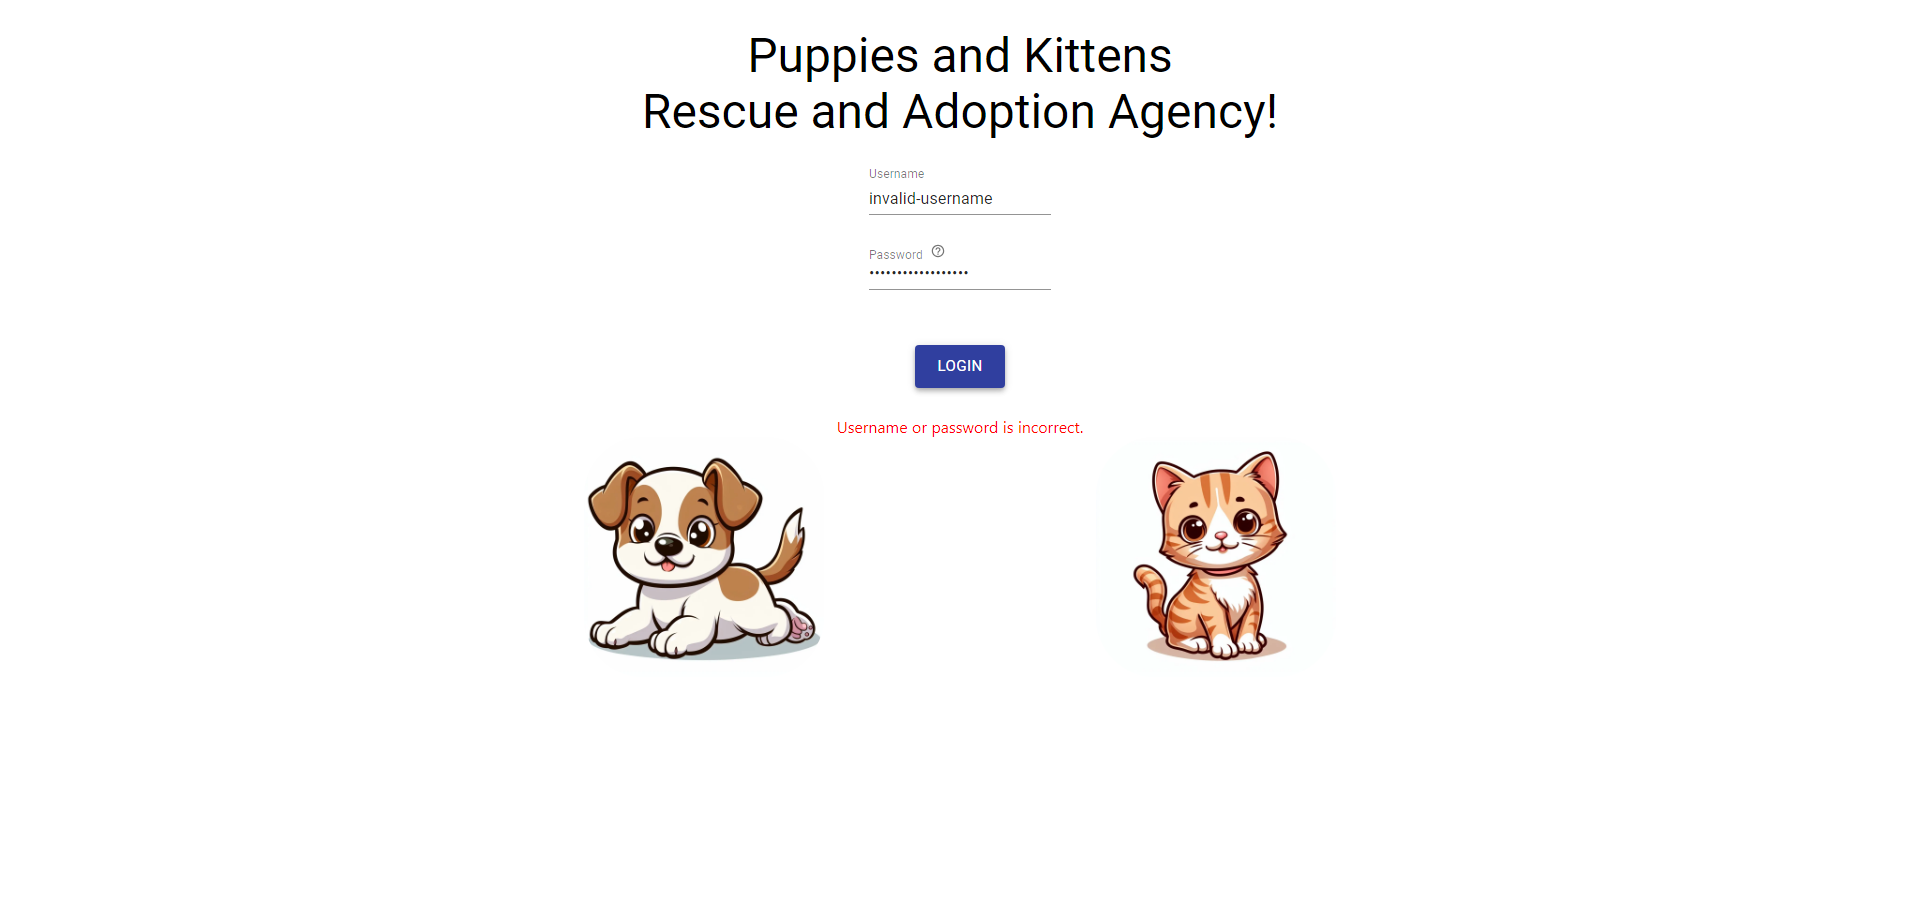 Puppies and Kittens
Rescue and Adoption Agency!
Username
invalid-username
Password
••••••••••••••••••
LOGIN
Username or password is incorrect.